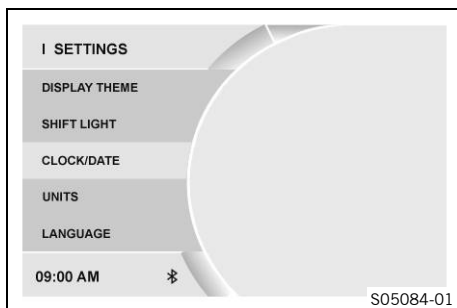 I SETTINGS
DISPLAY THEME
SHIFT LIGHT
CLOCK/DATE
UNITS
LANGUAGE
09:00 AM
S05084-01